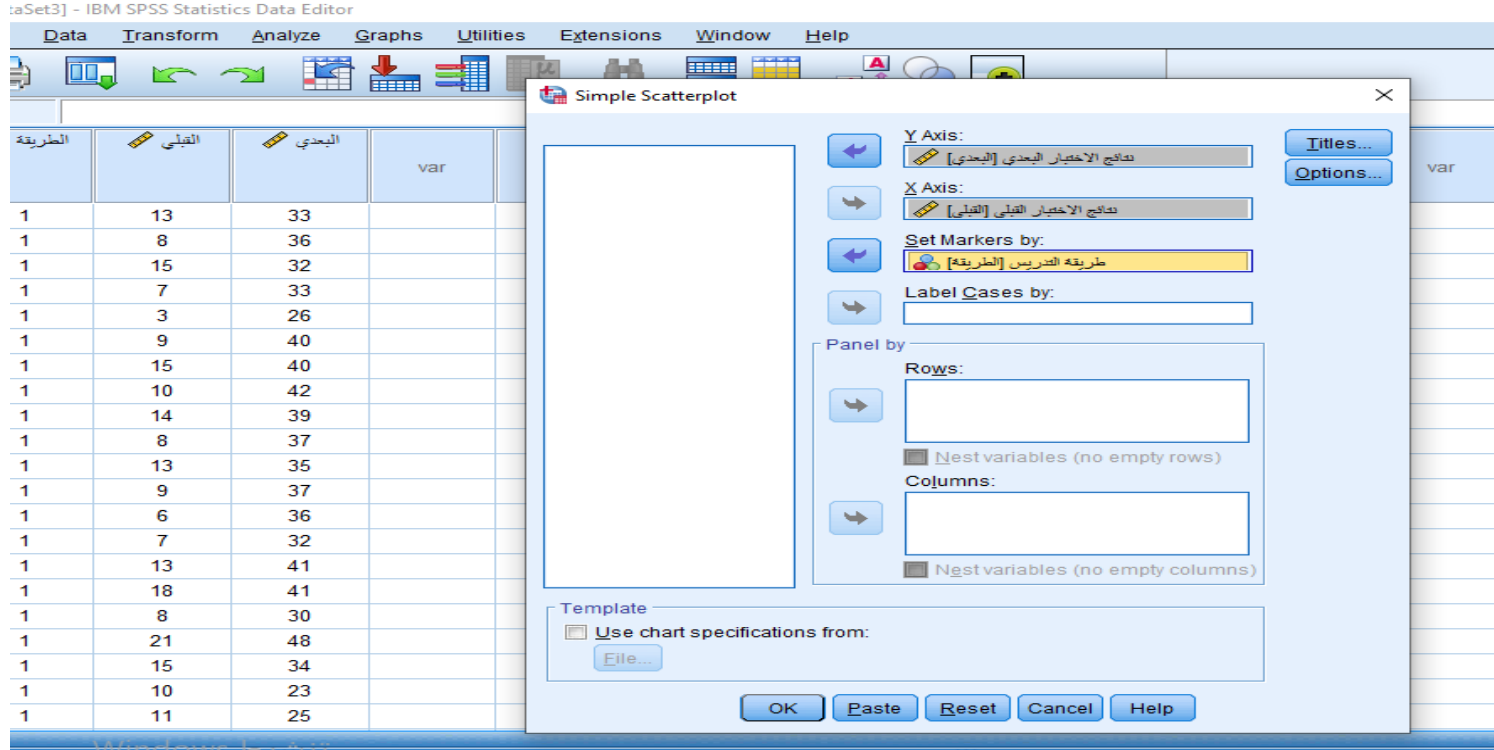 taSet3] - IBM SPSS Statistics Data Editor
Data Transform Analyze Graphs Utilities Extensions Window Help
Simple Scatterplot
الطريقة القبلي البعدي var var
1 13 33
1 8 36
1 15 32
1 7 33
1 3 26
1 9 40
1 15 40
1 10 42
1 14 39
1 8 37
1 13 35
1 9 37
1 6 36
1 7 32
1 13 41
1 18 41
1 8 30
1 21 48
1 15 34
1 10 23
1 11 25
Y Axis:
نتائج الاختبار البعدي [البعدي]
X Axis:
نتائج الاختبار القبلي [القبلي]
Set Markers by:
طريقة التدريس [الطريقة]
Label Cases by:
Panel by
Rows:
Nest variables (no empty rows)
Columns:
Nest variables (no empty columns)
Titles...
Options...
Template
Use chart specifications from:
File...
OK Paste Reset Cancel Help